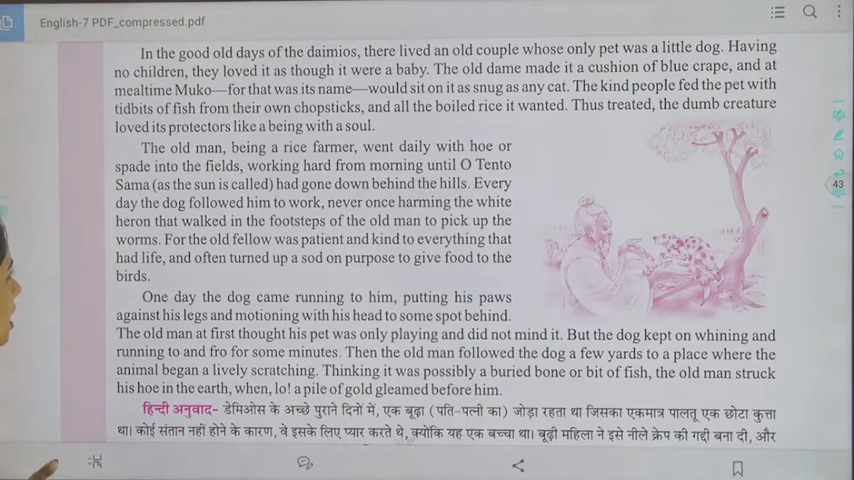 English-7 PDF_compressed.pdf
In the good old days of the daimios, there lived an old couple whose only pet was a little dog. Having
no children, they loved it as though it were a baby. The old dame made it a cushion of blue crape, and at
mealtime Muko—for that was its name—would sit on it as snug as any cat. The kind people fed the pet with
tidbits of fish from their own chopsticks, and all the boiled rice it wanted. Thus treated, the dumb creature
loved its protectors like a being with a soul.
The old man, being a rice farmer, went daily with hoe or
spade into the fields, working hard from morning until O Tento
Sama (as the sun is called) had gone down behind the hills. Every
day the dog followed him to work, never once harming the white
heron that walked in the footsteps of the old man to pick up the
worms. For the old fellow was patient and kind to everything that
had life, and often turned up a sod on purpose to give food to the
birds.
One day the dog came running to him, putting his paws
against his legs and motioning with his head to some spot behind.
The old man at first thought his pet was only playing and did not mind it. But the dog kept on whining and
running to and fro for some minutes. Then the old man followed the dog a few yards to a place where the
animal began a lively scratching. Thinking it was possibly a buried bone or bit of fish, the old man struck
his hoe in the earth, when, lo! a pile of gold gleamed before him.
हिन्दी अनुवाद- डेमिओस के अच्छे पुराने दिनों में, एक बूढ़ा (पति-पत्नी का) जोड़ा रहता था जिसका एकमात्र पालतू एक छोटा कुत्ता
था। कोई संतान नहीं होने के कारण, वे इसके लिए प्यार करते थे, क्योंकि यह एक बच्चा था। बूढ़ी महिला ने इसे नीले क्रेप की गद्दी बना दी, और
43